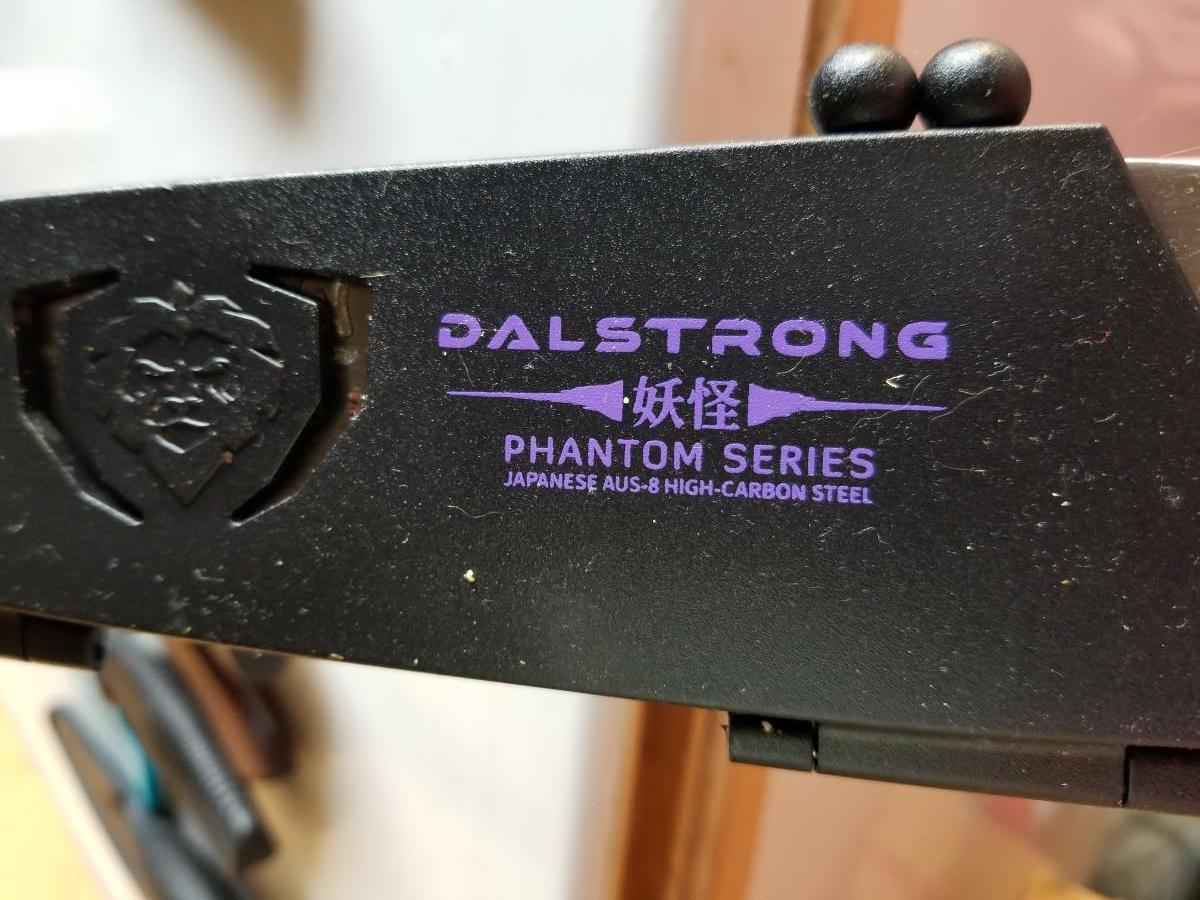 DALSTRONG
妖怪
PHANTOM SERIES
JAPANESE AUS-8 HIGH-CARBON STEEL